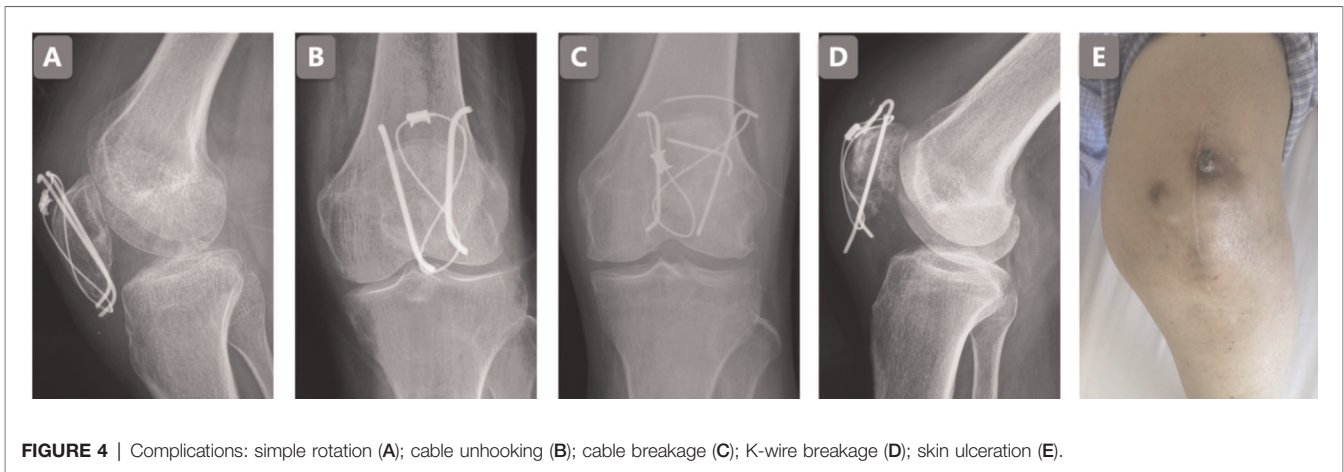 A
B
C
D
E
FIGURE 4 | Complications: simple rotation (A); cable unhooking (B); cable breakage (C); K-wire breakage (D); skin ulceration (E).